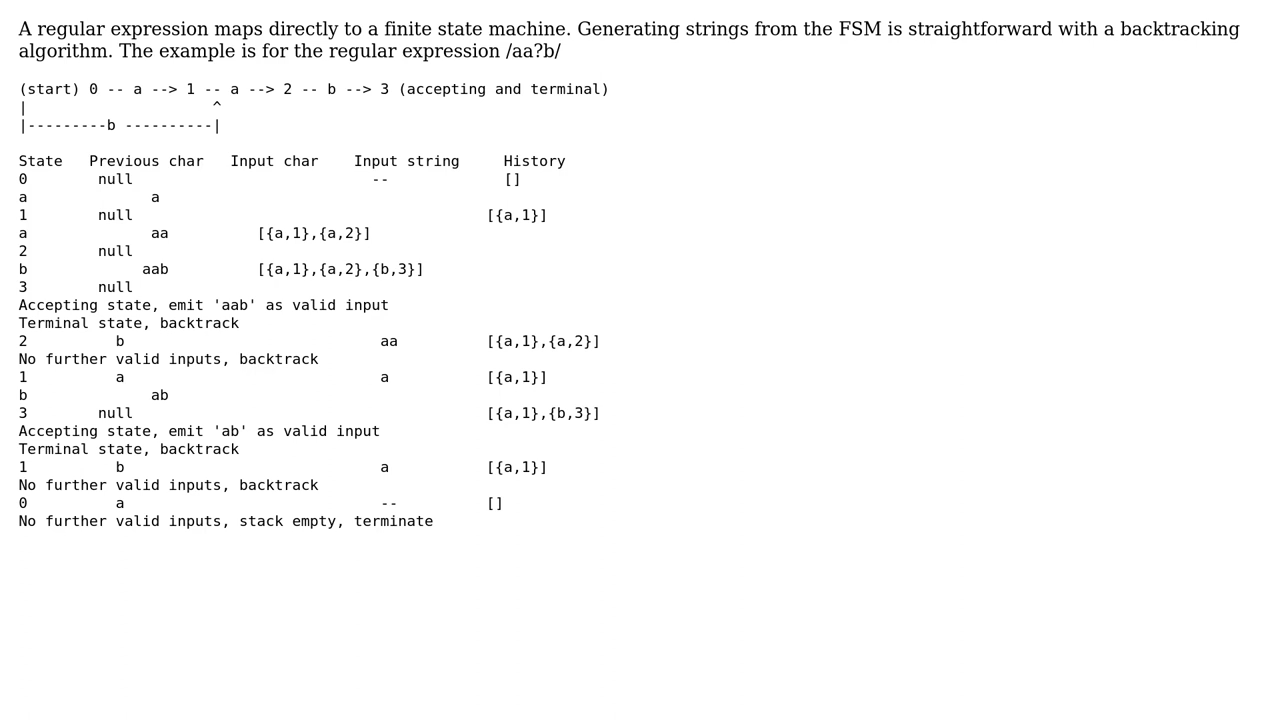 A regular expression maps directly to a finite state machine. Generating strings from the FSM is straightforward with a backtracking
algorithm. The example is for the regular expression /aa?b/
(start) 0 -- a --> 1 -- a --> 2 -- b --> 3 (accepting and terminal)
|                     ^
|---------b ----------|
State   Previous char   Input char    Input string     History
0        null                           --             []
a              a
1        null                                        [{a,1}]
a              aa          [{a,1},{a,2}]
2        null
b             aab          [{a,1},{a,2},{b,3}]
3        null
Accepting state, emit 'aab' as valid input
Terminal state, backtrack
2          b                             aa          [{a,1},{a,2}]
No further valid inputs, backtrack
1          a                             a           [{a,1}]
b              ab
3        null                                        [{a,1},{b,3}]
Accepting state, emit 'ab' as valid input
Terminal state, backtrack
1          b                             a           [{a,1}]
No further valid inputs, backtrack
0          a                             --          []
No further valid inputs, stack empty, terminate